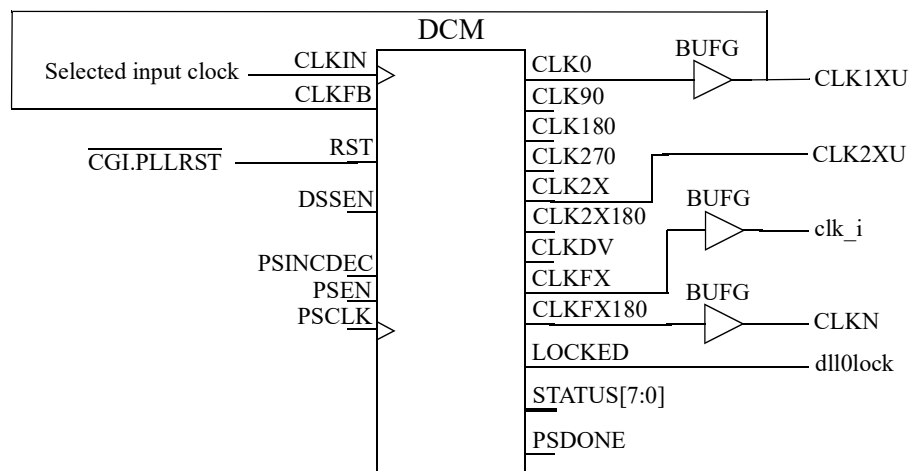 DCM
CLKIN
CLK0
BUFG
Selected input clock
CLK1XU
CLKFB
CLK90
CLK180
CGI.PLLRST
RST
CLK270
CLK2XU
CLK2X
DSSEN
BUFG
CLK2X180
clk_i
CLKDV
PSINCDEC
CLKFX
PSEN
BUFG
PSCLK
CLKFX180
CLKN
LOCKED
dll0lock
STATUS[7:0]
PSDONE